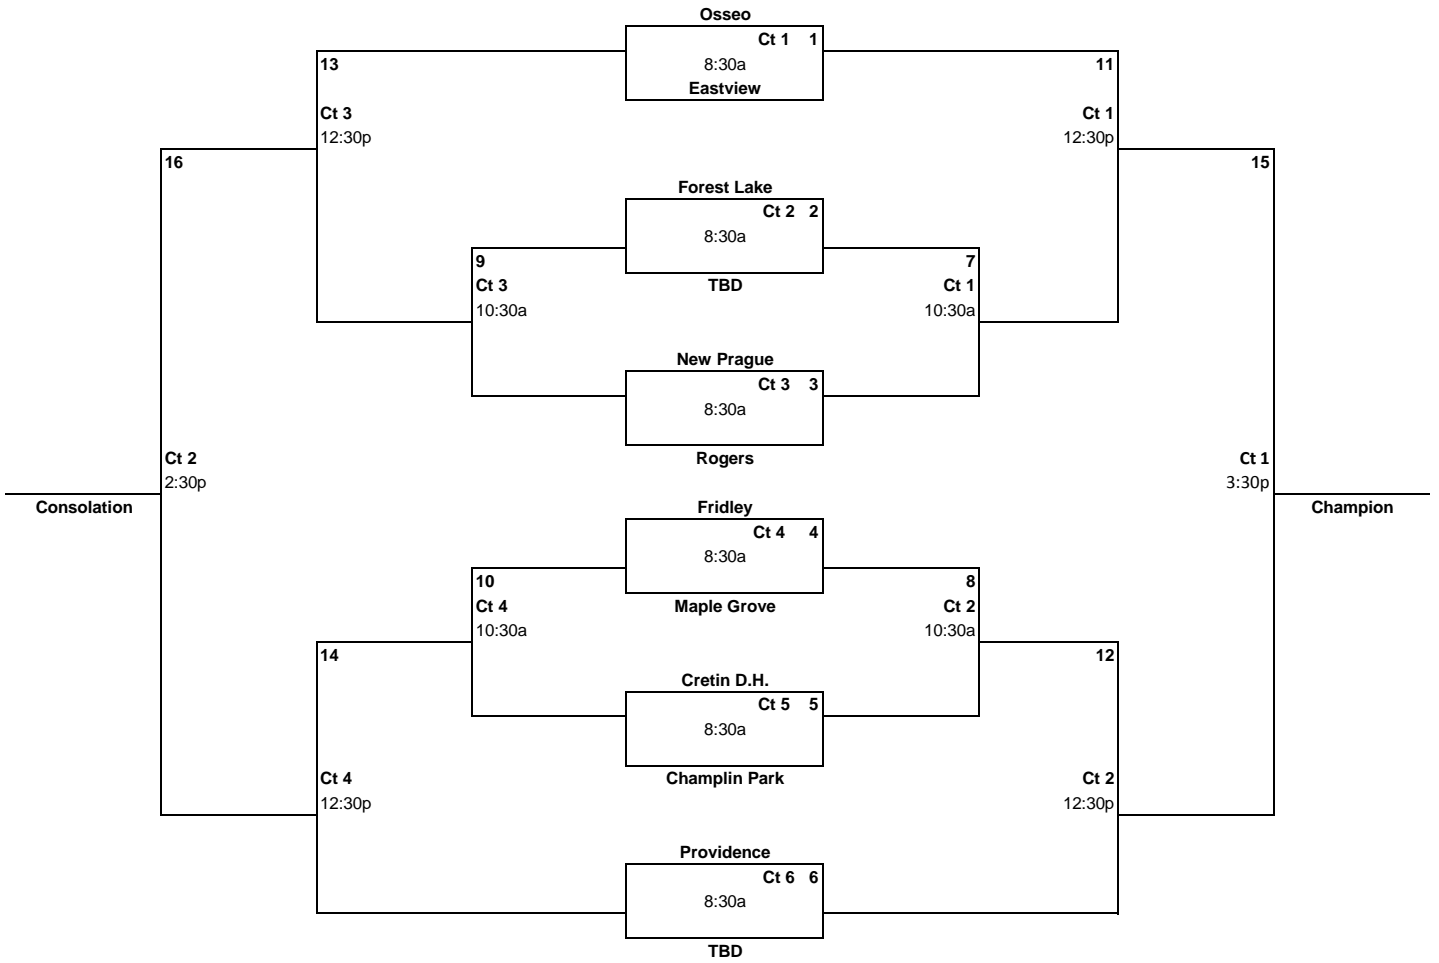 Osseo
Ct 1 1
8:30a
Eastview
13
11
Ct 3
12:30p
Ct 1
12:30p
16
15
Forest Lake
Ct 2 2
8:30a
TBD
9
Ct 3
10:30a
7
Ct 1
10:30a
New Prague
Ct 3 3
8:30a
Rogers
Ct 2
2:30p
Consolation
Ct 1
3:30p
Champion
Fridley
Ct 4 4
8:30a
Maple Grove
10
Ct 4
10:30a
8
Ct 2
10:30a
14
12
Cretin D.H.
Ct 5 5
8:30a
Champlin Park
Ct 4
12:30p
Ct 2
12:30p
Providence
Ct 6 6
8:30a
TBD